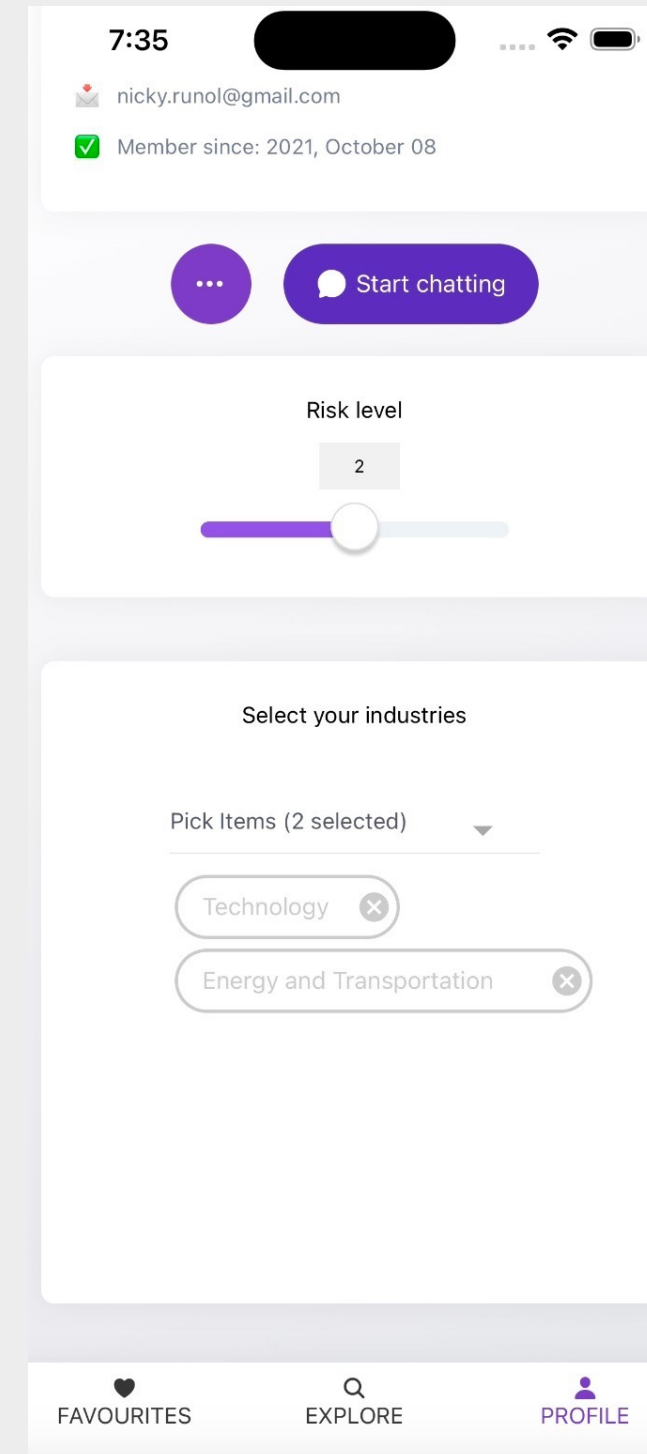 7:35
nicky.runol@gmail.com
Member since: 2021, October 08
Start chatting
Risk level
2
Select your industries
Pick Items (2 selected)
Technology
Energy and Transportation
FAVOURITES EXPLORE PROFILE